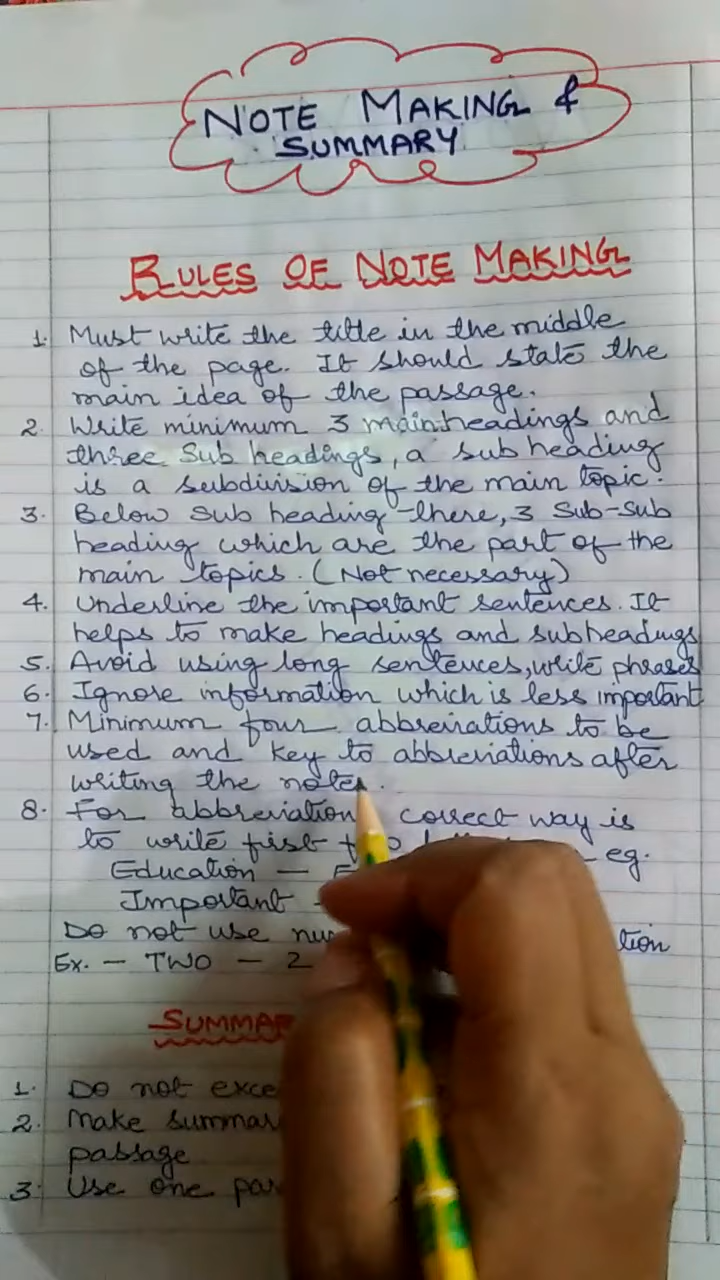 NOTE MAKING &
SUMMARY
RULES OF NOTE MAKING
1. Must write the title in the middle
of the page. It should state the
main idea of the passage.
2. Write minimum 3 main headings and
three Sub headings, a sub heading
is a subdivision of the main topic.
3. Below Sub heading there, 3 Sub-Sub
heading which are the part of the
main topics. (Not necessary)
4. Underline the important sentences. It
helps to make headings and subheadings
5. Avoid using long sentences, write phrases
6. Ignore information which is less important
7. Minimum four abbreviations to be
used and key to abbreviations after
writing the notes.
8. For abbreviation correct way is
to write first eg.
Education —
Important -
Do not use
Ex. - TWO - 2
1. Do not
2. Make
passage
3. Use one